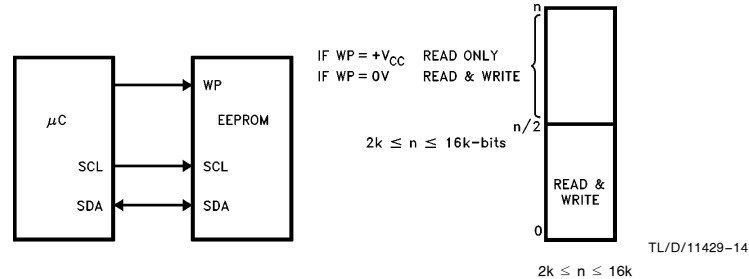 μC
SCL
SDA
WP
EEPROM
SCL
SDA
IF WP = +VCC READ ONLY
IF WP = 0V READ & WRITE
2k ≤ n ≤ 16k-bits
n
n/2
READ &
WRITE
0
TL/D/11429-14
2k ≤ n ≤ 16k